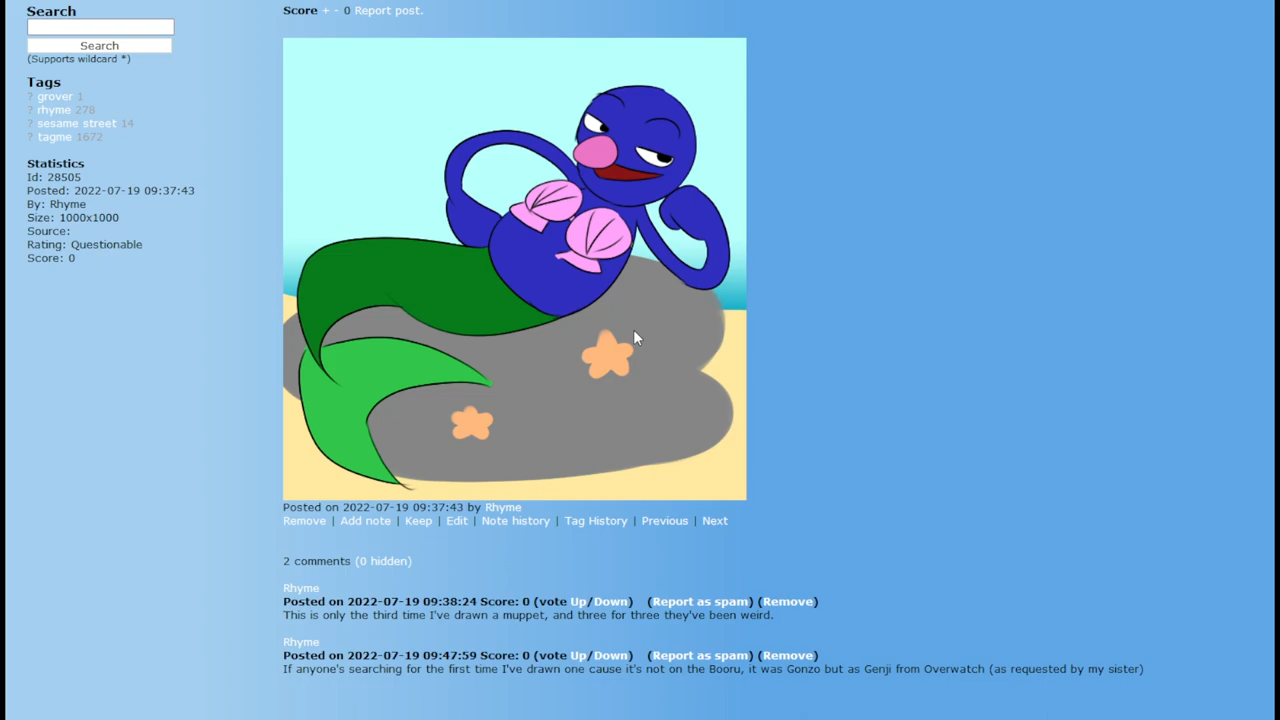 Search
Search
(Supports wildcard *)
Tags
? grover 1
? rhyme 278
? sesame street 14
? tagme 1672
Statistics
Id: 28505
Posted: 2022-07-19 09:37:43
By: Rhyme
Size: 1000x1000
Source:
Rating: Questionable
Score: 0
Score + - 0 Report post.
Posted on 2022-07-19 09:37:43 by Rhyme
Remove | Add note | Keep | Edit | Note history | Tag History | Previous | Next
2 comments (0 hidden)
Rhyme
Posted on 2022-07-19 09:38:24 Score: 0 (vote Up/Down) (Report as spam) (Remove)
This is only the third time I've drawn a muppet, and three for three they've been weird.
Rhyme
Posted on 2022-07-19 09:47:59 Score: 0 (vote Up/Down) (Report as spam) (Remove)
If anyone's searching for the first time I've drawn one cause it's not on the Booru, it was Gonzo but as Genji from Overwatch (as requested by my sister)